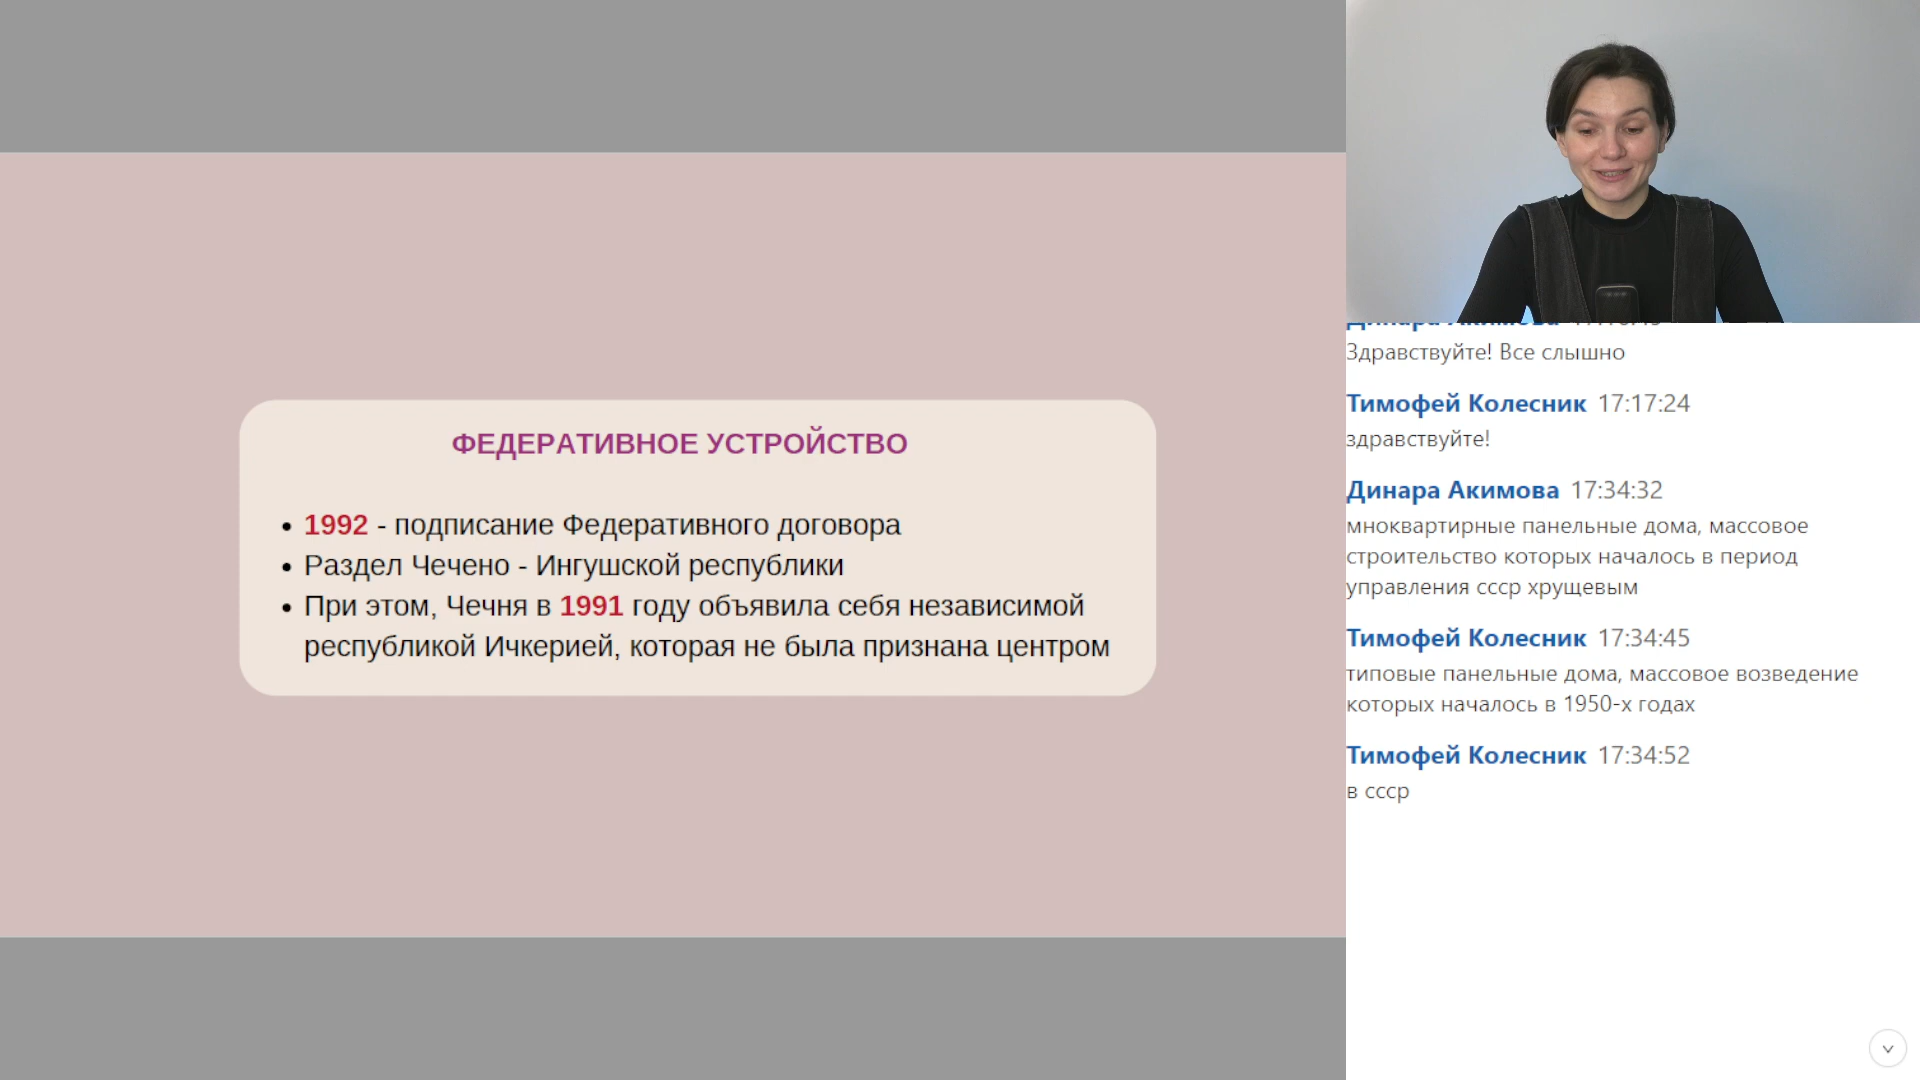 ФЕДЕРАТИВНОЕ УСТРОЙСТВО
• 1992 - подписание Федеративного договора
• Раздел Чечено - Ингушской республики
• При этом, Чечня в 1991 году объявила себя независимой
республикой Ичкерией, которая не была признана центром
Динара Акимова
Здравствуйте! Все слышно
Тимофей Колесник 17:17:24
здравствуйте!
Динара Акимова 17:34:32
мноквартирные панельные дома, массовое
строительство которых началось в период
управления ссср хрущевым
Тимофей Колесник 17:34:45
типовые панельные дома, массовое возведение
которых началось в 1950-х годах
Тимофей Колесник 17:34:52
в ссср